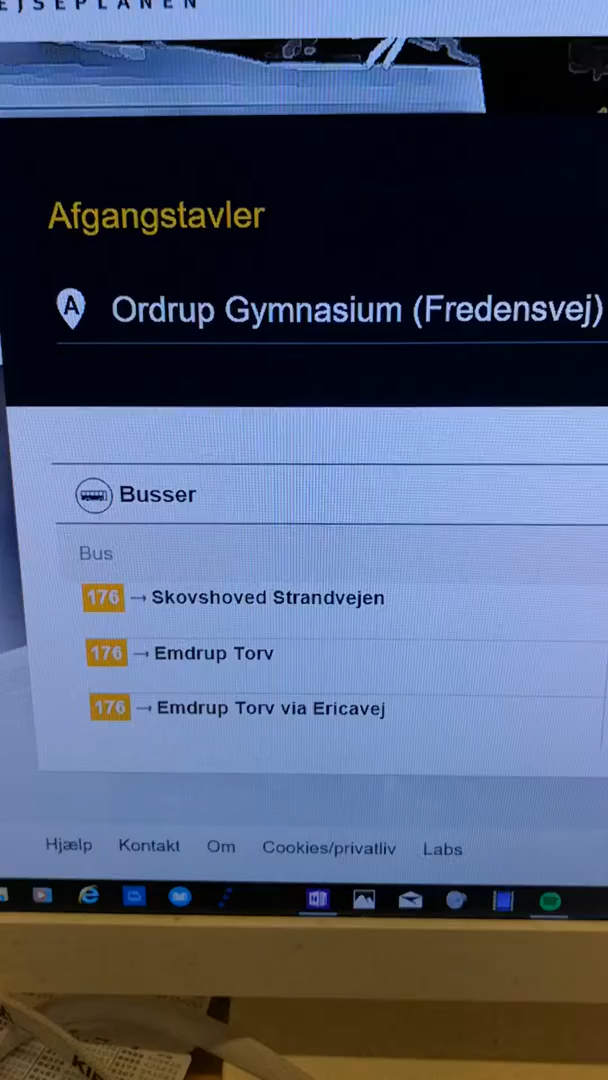 EJSEPLANEN
Afgangstavler
A Ordrup Gymnasium (Fredensvej)
Busser
Bus
176 → Skovshoved Strandvejen
176 → Emdrup Torv
176 → Emdrup Torv via Ericavej
Hjælp Kontakt Om Cookies/privatliv Labs